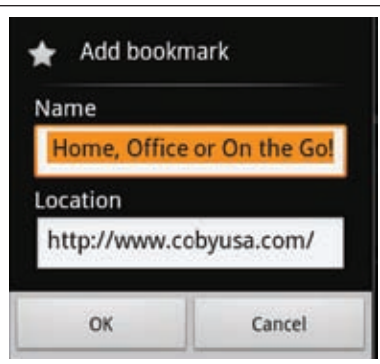 Add bookmark
Name
Home, Office or On the Go!
Location
http://www.cobyusa.com/
OK
Cancel